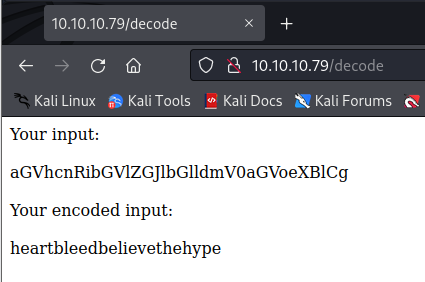 10.10.10.79/decode
10.10.10.79/decode
Kali Linux Kali Tools Kali Docs Kali Forums
Your input:
aGVhcnRibGVlZGJlbGlldmV0aGVoeXBlCg
Your encoded input:
heartbleedbelievethehype